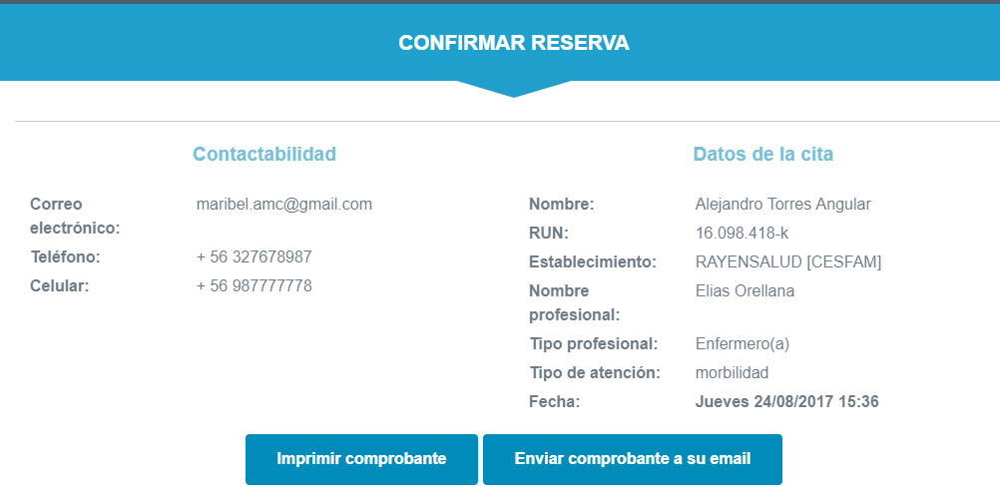 CONFIRMAR RESERVA
Contactabilidad
Correo electrónico: maribel.amc@gmail.com
Teléfono: + 56 327678987
Celular: + 56 987777778
Datos de la cita
Nombre: Alejandro Torres Angular
RUN: 16.098.418-k
Establecimiento: RAYENSALUD [CESFAM]
Nombre profesional: Elias Orellana
Tipo profesional: Enfermero(a)
Tipo de atención: morbilidad
Fecha: Jueves 24/08/2017 15:36
Imprimir comprobante
Enviar comprobante a su email